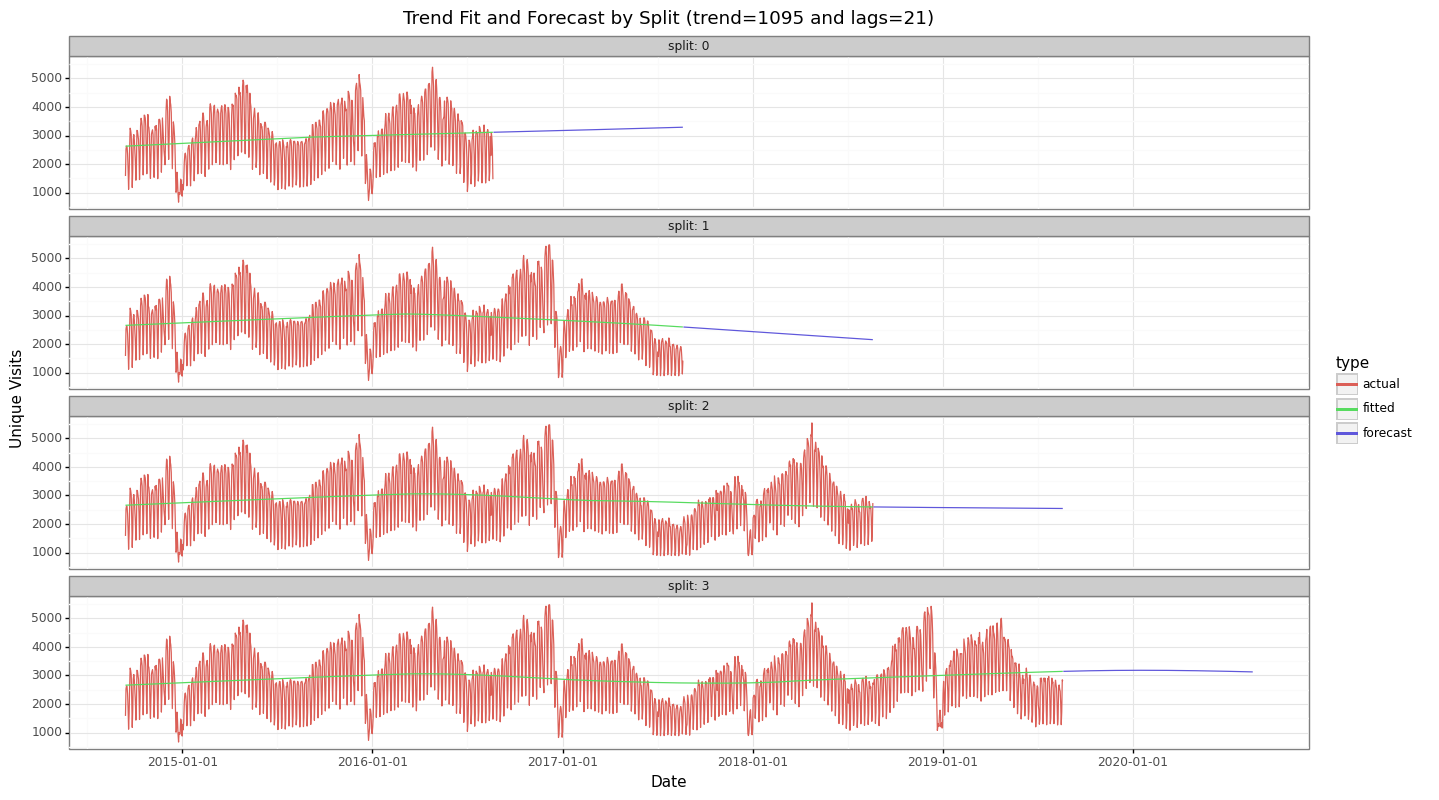 Trend Fit and Forecast by Split (trend=1095 and lags=21)
split: 0
5000
4000
3000
2000
1000
split: 1
5000
4000
3000
2000
1000
split: 2
5000
4000
3000
2000
1000
split: 3
5000
4000
3000
2000
1000
2015-01-01 2016-01-01 2017-01-01 2018-01-01 2019-01-01 2020-01-01
Date
Unique Visits
type
actual
fitted
forecast